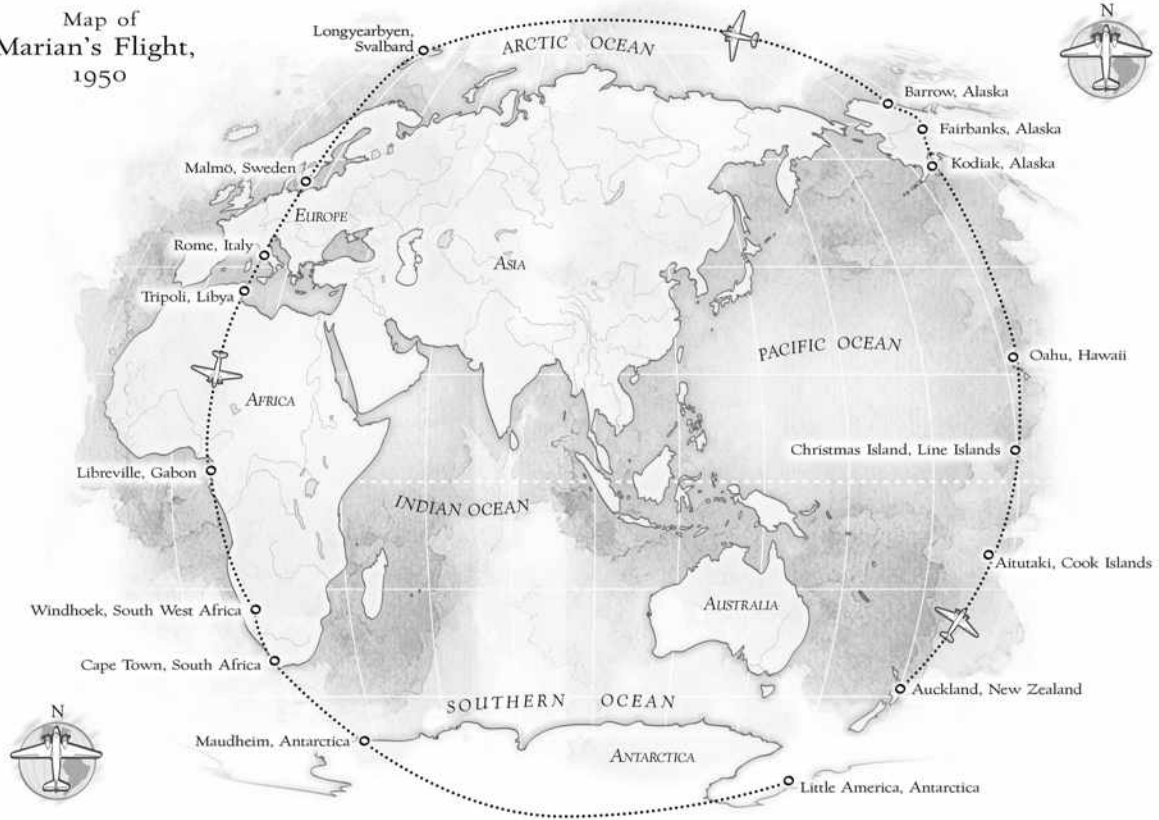 Map of
Marian's Flight,
1950
N
Longyearbyen,
Svalbard
ARCTIC OCEAN
Barrow, Alaska
Fairbanks, Alaska
Kodiak, Alaska
Malmö, Sweden
EUROPE
Rome, Italy
ASIA
Tripoli, Libya
PACIFIC OCEAN
Oahu, Hawaii
AFRICA
Christmas Island, Line Islands
Libreville, Gabon
INDIAN OCEAN
Aitutaki, Cook Islands
Windhoek, South West Africa
AUSTRALIA
Cape Town, South Africa
Auckland, New Zealand
SOUTHERN OCEAN
N
Maudheim, Antarctica
ANTARCTICA
Little America, Antarctica